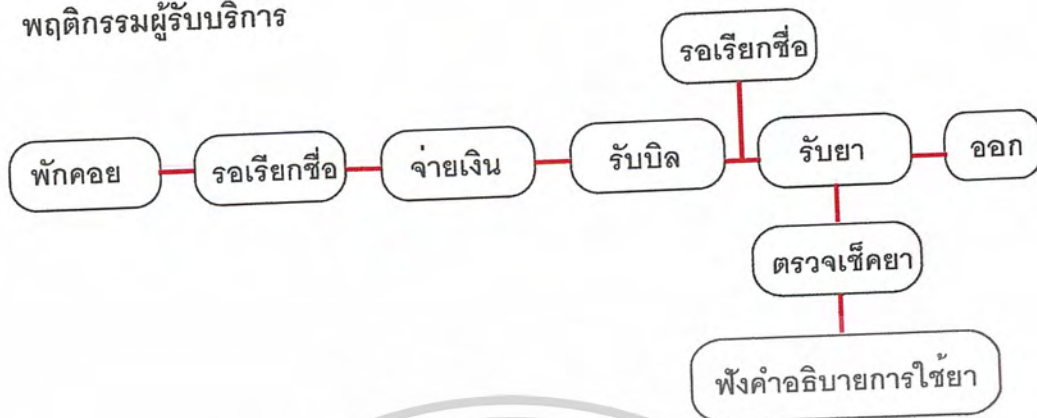 พฤติกรรมผู้รับบริการ
รอเรียกชื่อ
พักคอย
รอเรียกชื่อ
จ่ายเงิน
รับบิล
รับยา
ออก
ตรวจเช็คยา
ฟังคำอธิบายการใช้ยา